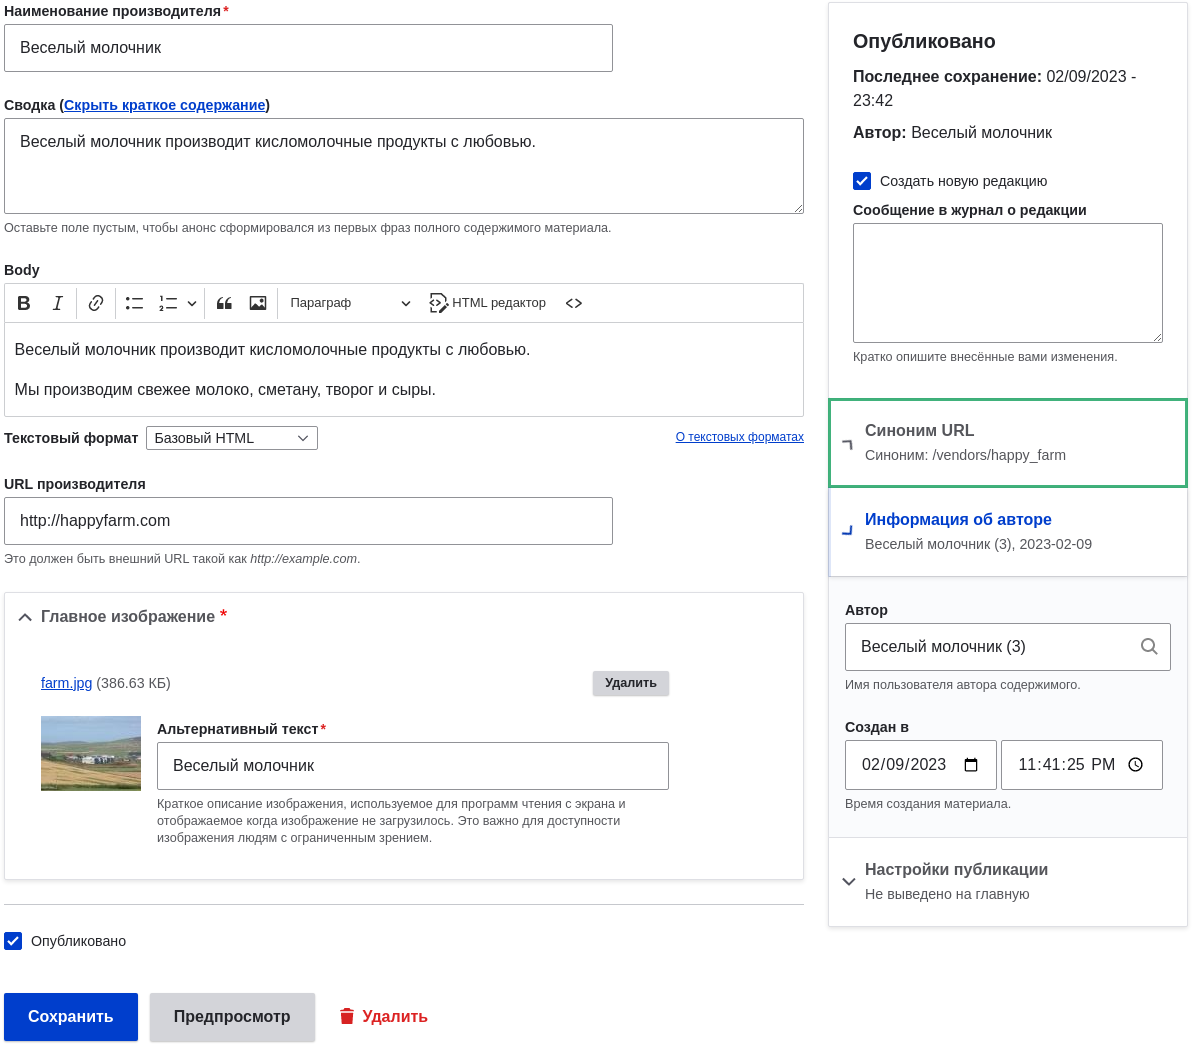 Наименование производителя*
Веселый молочник
Сводка (Скрыть краткое содержание)
Веселый молочник производит кисломолочные продукты с любовью.
Оставьте поле пустым, чтобы анонс сформировался из первых фраз полного содержимого материала.
Body
B I Параграф HTML редактор <>
Веселый молочник производит кисломолочные продукты с любовью.
Мы производим свежее молоко, сметану, творог и сыры.
Текстовый формат Базовый HTML О текстовых форматах
URL производителя
http://happyfarm.com
Это должен быть внешний URL такой как http://example.com.
Главное изображение *
farm.jpg (386.63 КБ) Удалить
Альтернативный текст*
Веселый молочник
Краткое описание изображения, используемое для программ чтения с экрана и
отображаемое когда изображение не загрузилось. Это важно для доступности
изображения людям с ограниченным зрением.
Опубликовано
Сохранить Предпросмотр Удалить
Опубликовано
Последнее сохранение: 02/09/2023 -
23:42
Автор: Веселый молочник
Создать новую редакцию
Сообщение в журнал о редакции
Кратко опишите внесённые вами изменения.
Синоним URL
Синоним: /vendors/happy_farm
Информация об авторе
Веселый молочник (3), 2023-02-09
Автор
Веселый молочник (3)
Имя пользователя автора содержимого.
Создан в
02/09/2023 11:41:25 PM
Время создания материала.
Настройки публикации
Не выведено на главную